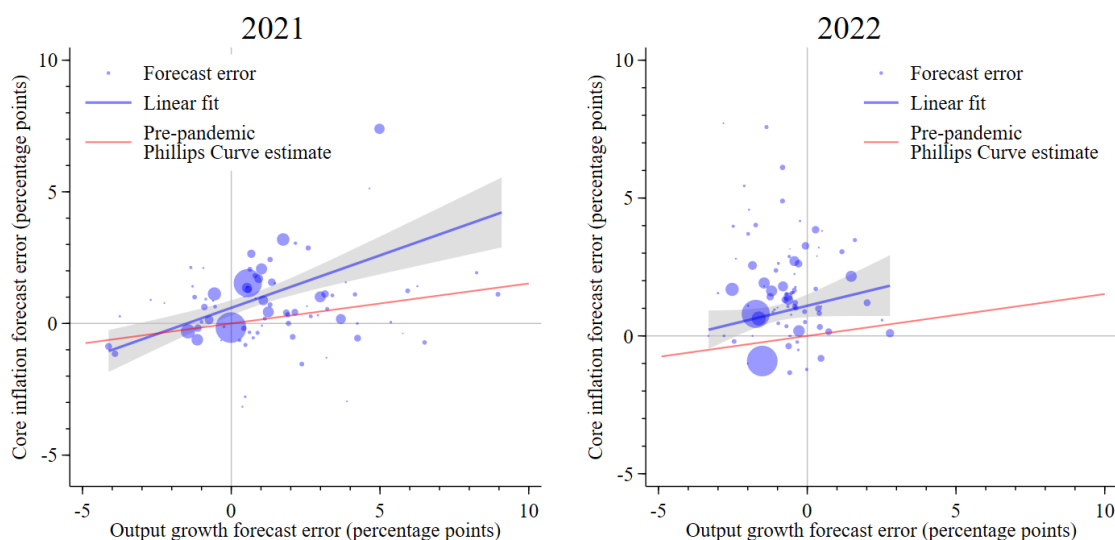 2021
Core inflation forecast error (percentage points)
10
5
0
-5
Forecast error
Linear fit
Pre-pandemic
Phillips Curve estimate
-5
0
5
10
Output growth forecast error (percentage points)
2022
Core inflation forecast error (percentage points)
10
5
0
-5
Forecast error
Linear fit
Pre-pandemic
Phillips Curve estimate
-5
0
5
10
Output growth forecast error (percentage points)